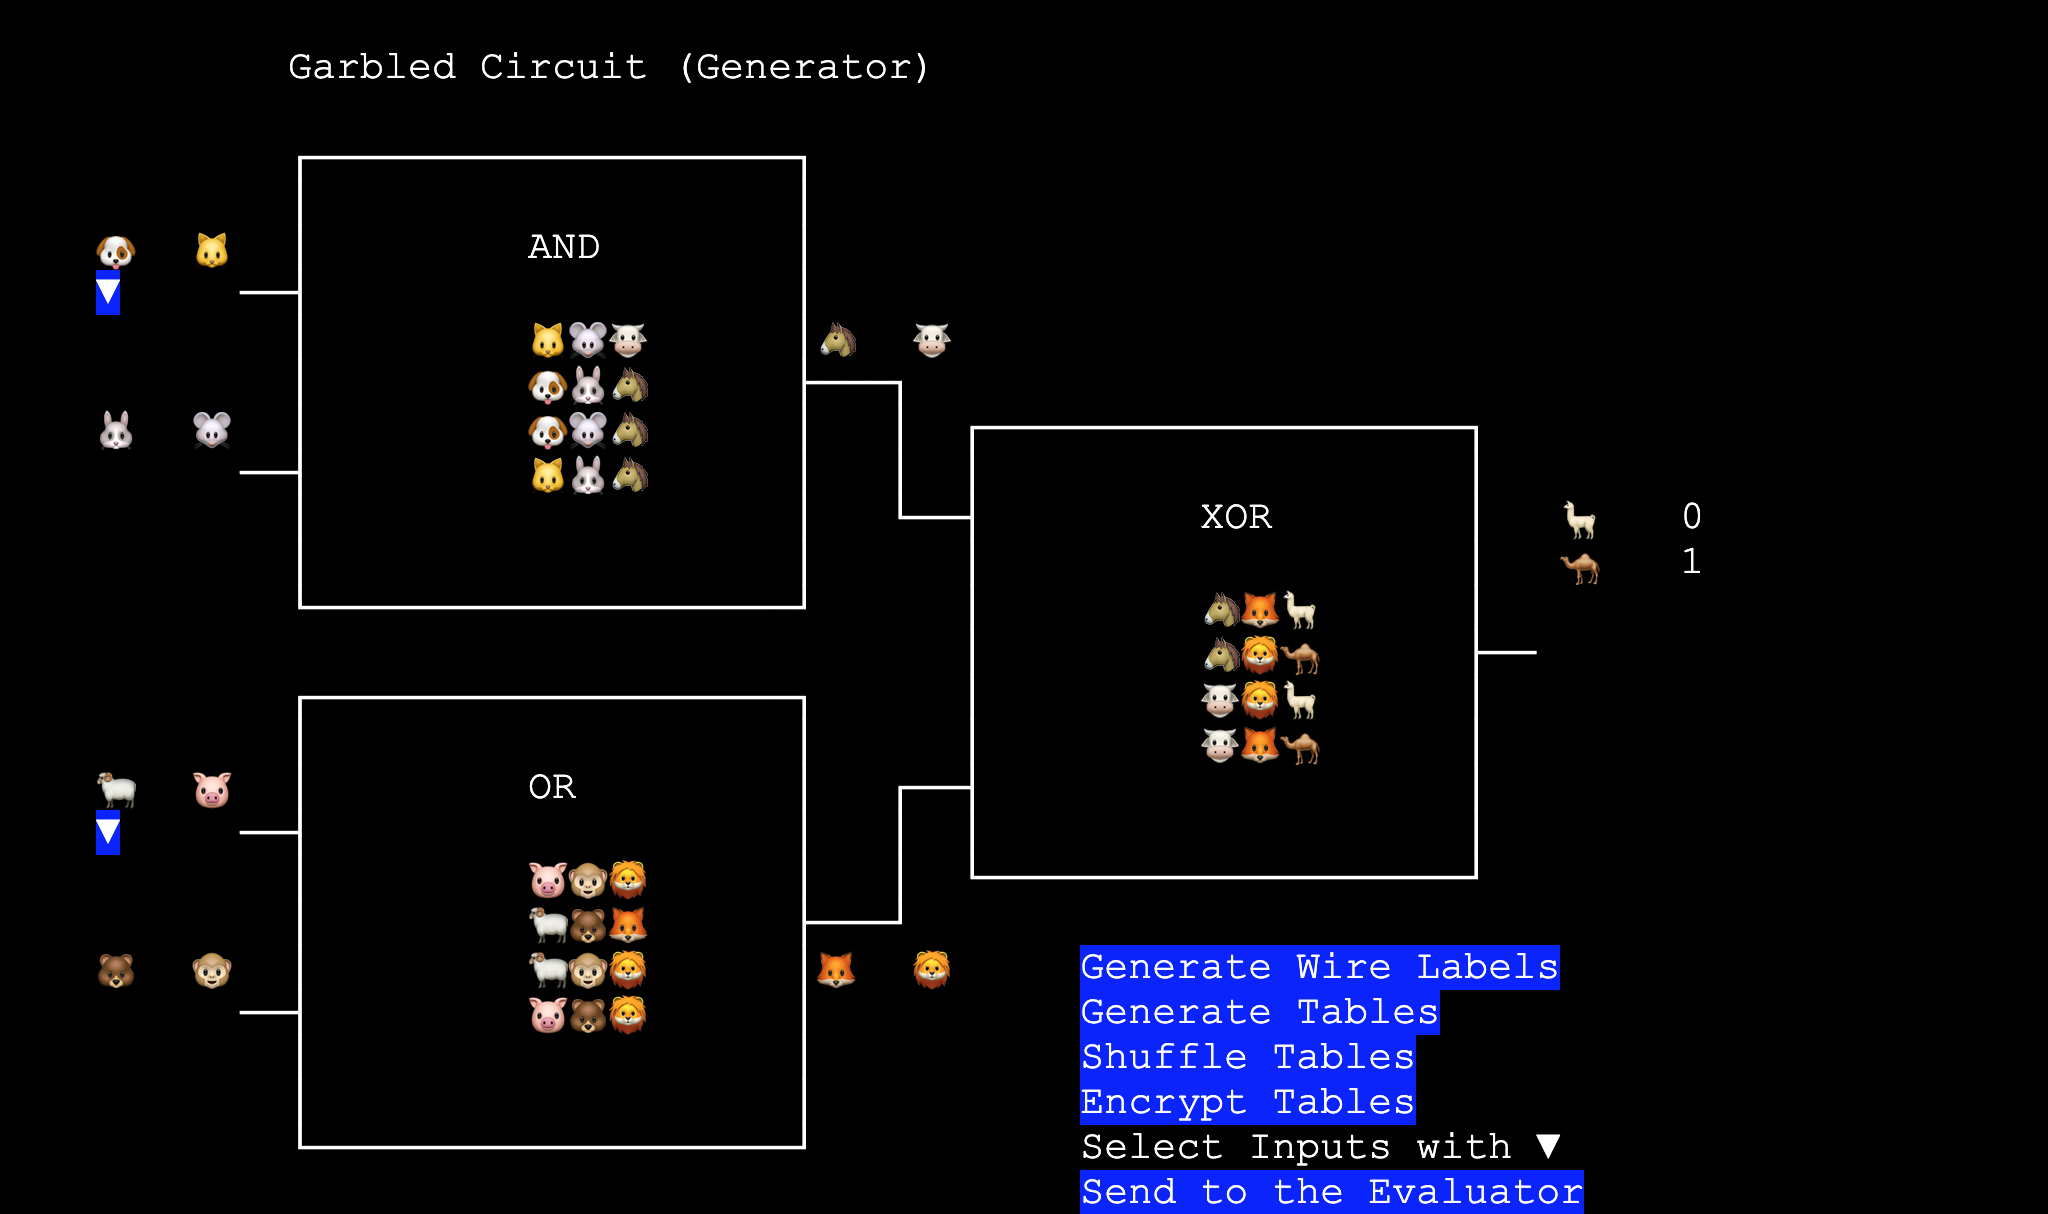 Garbled Circuit (Generator)
AND
XOR
0
1
OR
Generate Wire Labels
Generate Tables
Shuffle Tables
Encrypt Tables
Select Inputs with ▼
Send to the Evaluator